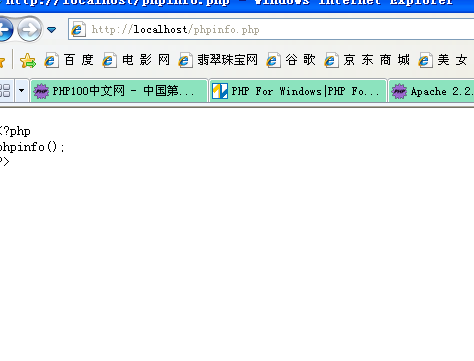 http://localhost/phpinfo.php - Windows Internet Explorer
http://localhost/phpinfo.php
百度 电影网 翡翠珠宝网 谷歌 京东商城 美女
PHP100中文网 - 中国第... PHP For Windows|PHP Fo... Apache 2.2.
<?php
phpinfo();
?>